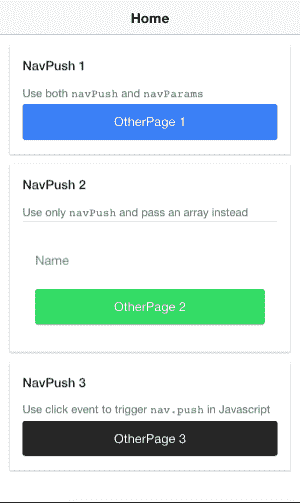 Home
NavPush 1
Use both navPush and navParams
OtherPage 1
NavPush 2
Use only navPush and pass an array instead
Name
OtherPage 2
NavPush 3
Use click event to trigger nav.push in Javascript
OtherPage 3